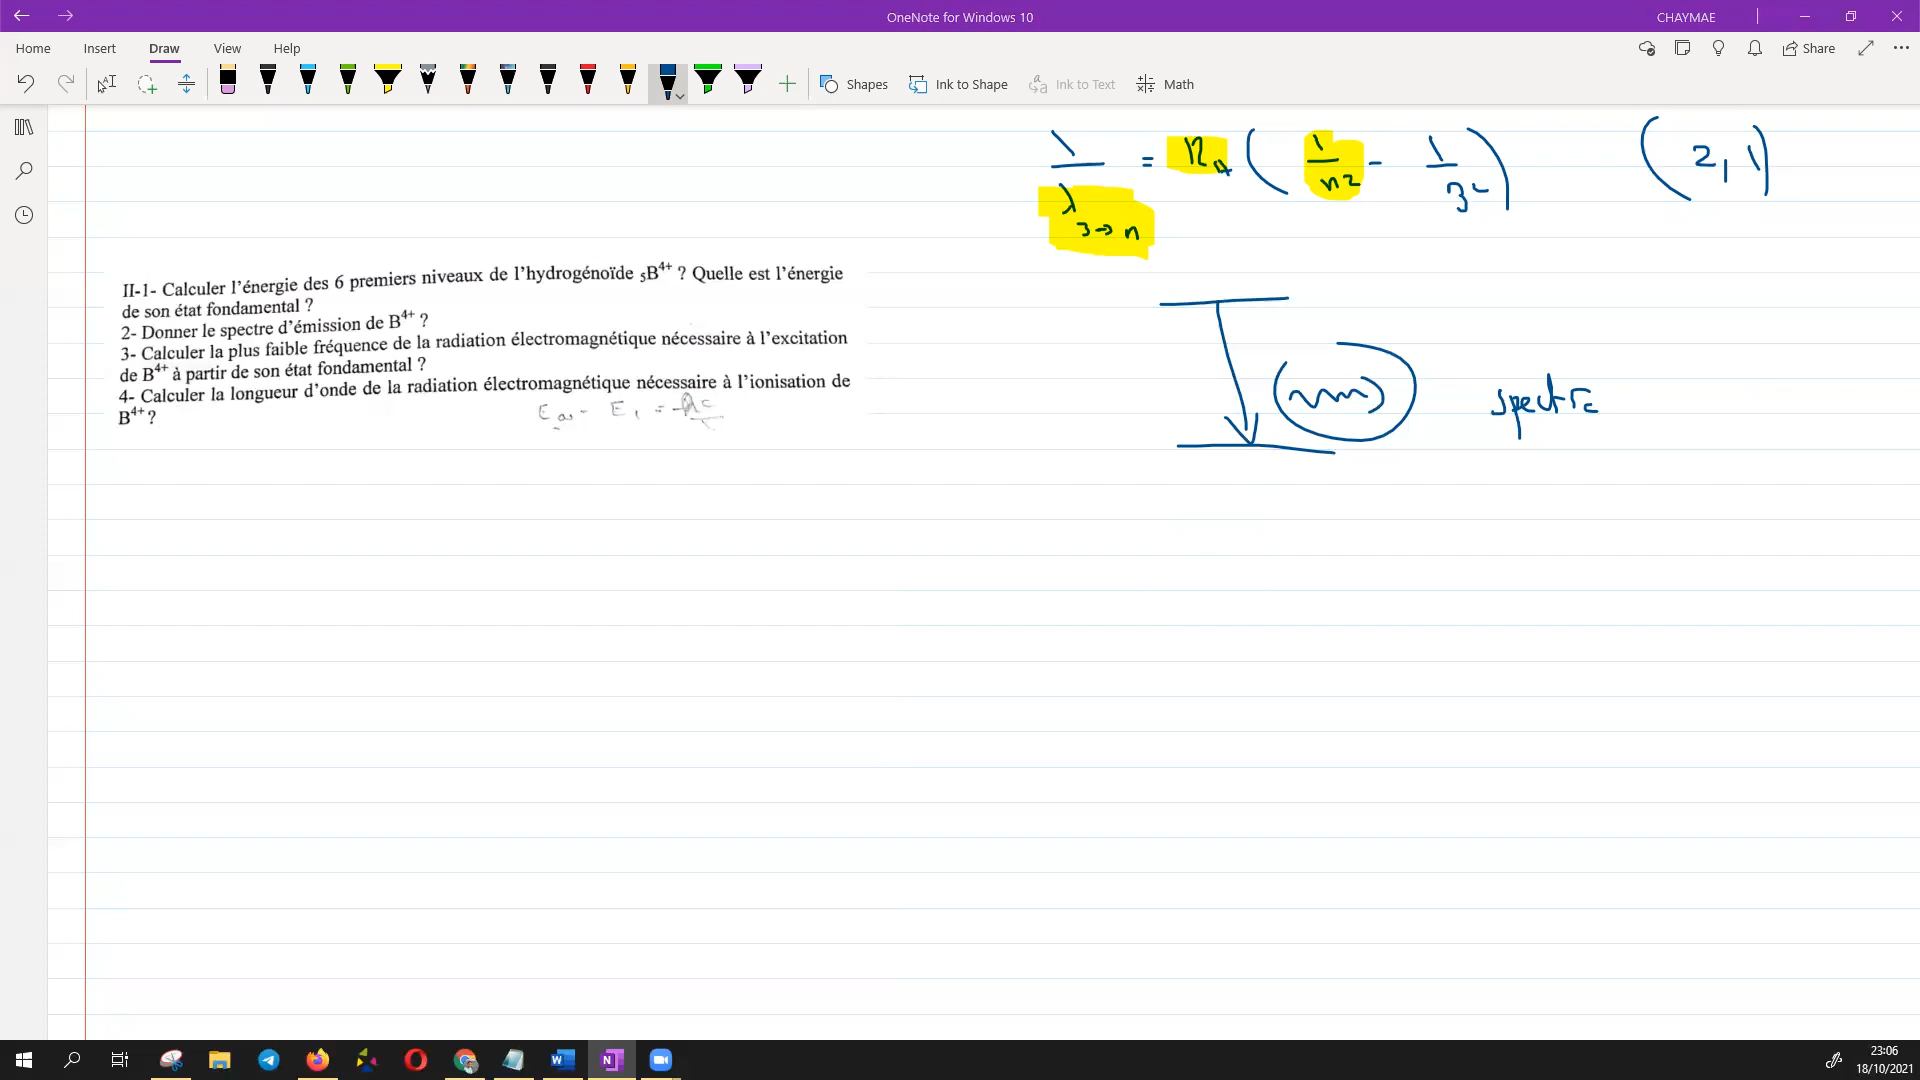 OneNote for Windows 10
CHAYMAE
Home Insert Draw View Help
Share
Shapes Ink to Shape Ink to Text Math
1/λ 3→n = RH ( 1/n2 - 1/3² ) (2,1)
II-1- Calculer l'énergie des 6 premiers niveaux de l'hydrogénoïde ₅B⁴⁺ ? Quelle est l'énergie
de son état fondamental ?
2- Donner le spectre d'émission de B⁴⁺ ?
3- Calculer la plus faible fréquence de la radiation électromagnétique nécessaire à l'excitation
de B⁴⁺ à partir de son état fondamental ?
4- Calculer la longueur d'onde de la radiation électromagnétique nécessaire à l'ionisation de
B⁴⁺ ?
E∞ - E₁ = hc/λ
spectre
23:06
18/10/2021